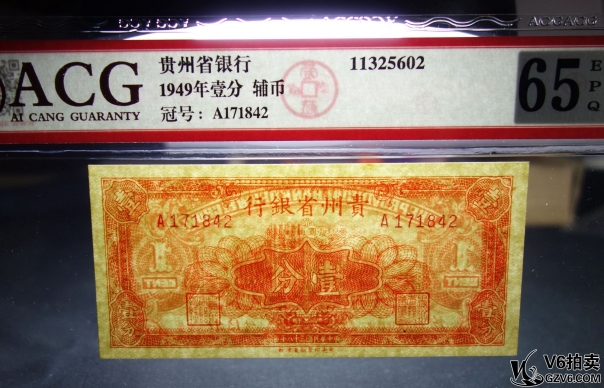 ACG
AI CANG GUARANTY
贵州省银行
1949年壹分 辅币
冠号: A171842
11325602
65
E
P
Q
行銀省州貴
A171842 A171842
分壹
V6拍卖
GZV6.COM